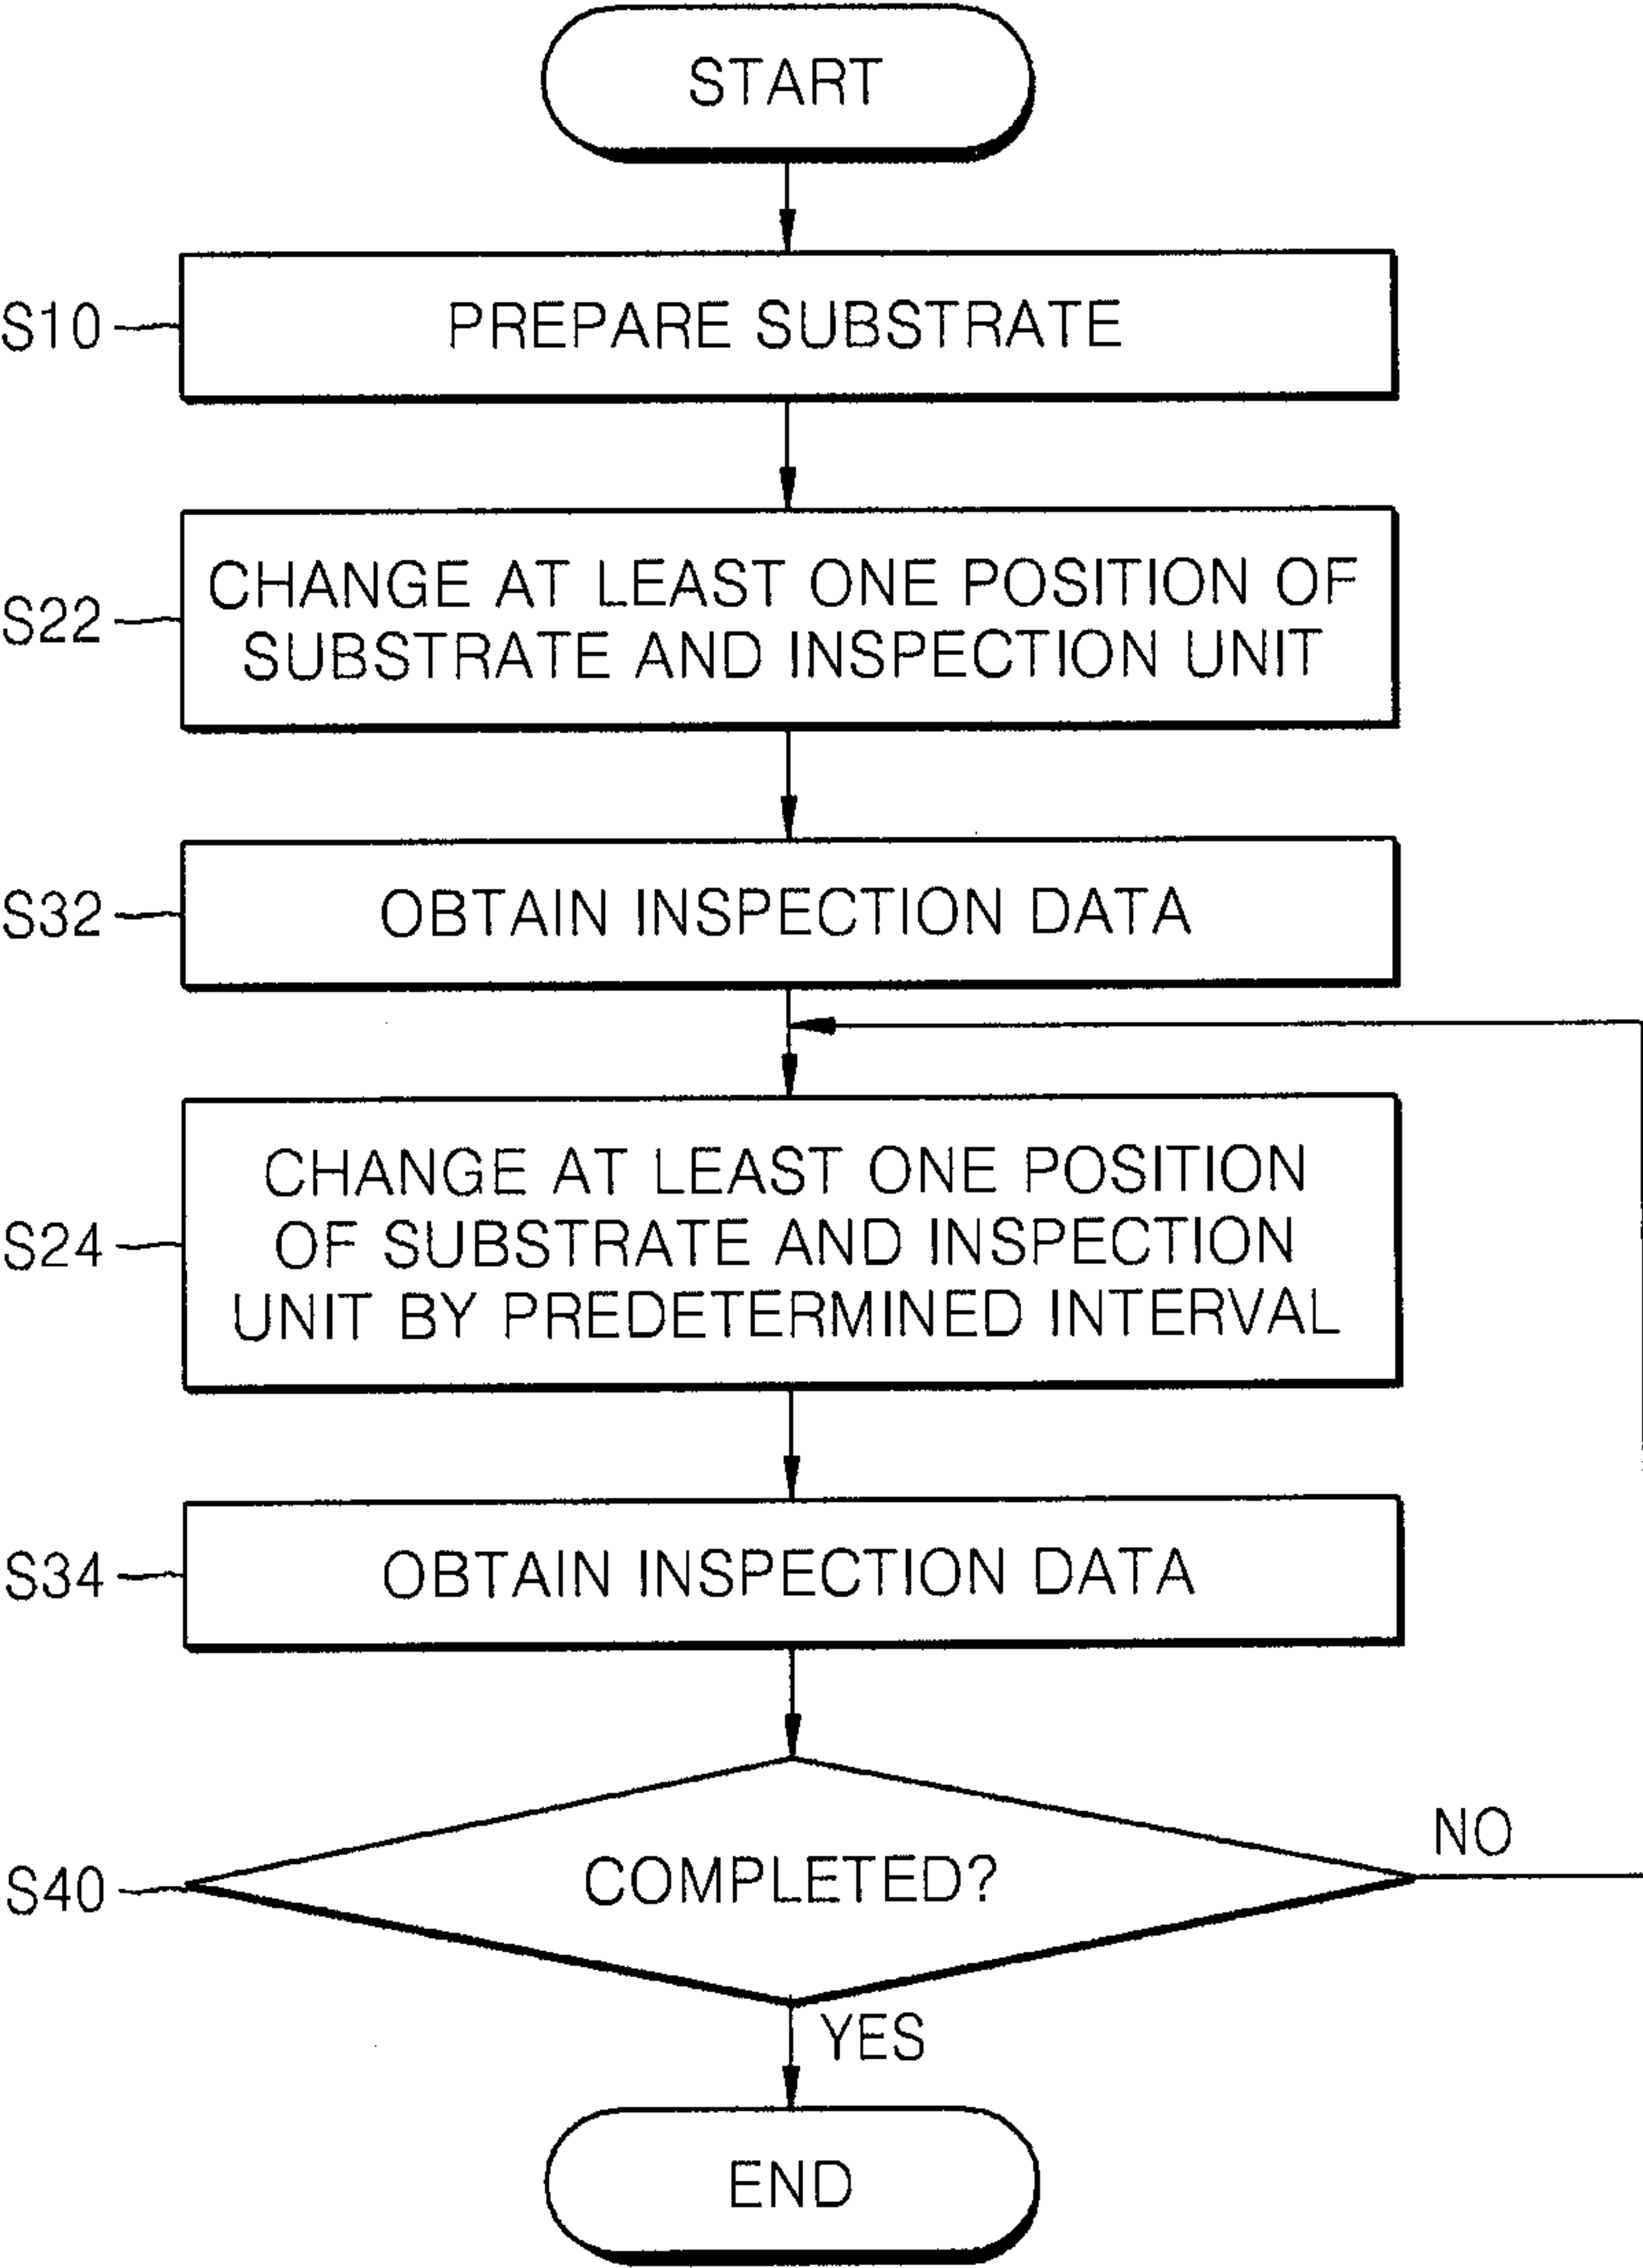 START
S10
PREPARE SUBSTRATE
S22
CHANGE AT LEAST ONE POSITION OF
SUBSTRATE AND INSPECTION UNIT
S32
OBTAIN INSPECTION DATA
S24
CHANGE AT LEAST ONE POSITION
OF SUBSTRATE AND INSPECTION
UNIT BY PREDETERMINED INTERVAL
S34
OBTAIN INSPECTION DATA
S40
COMPLETED?
NO
YES
END